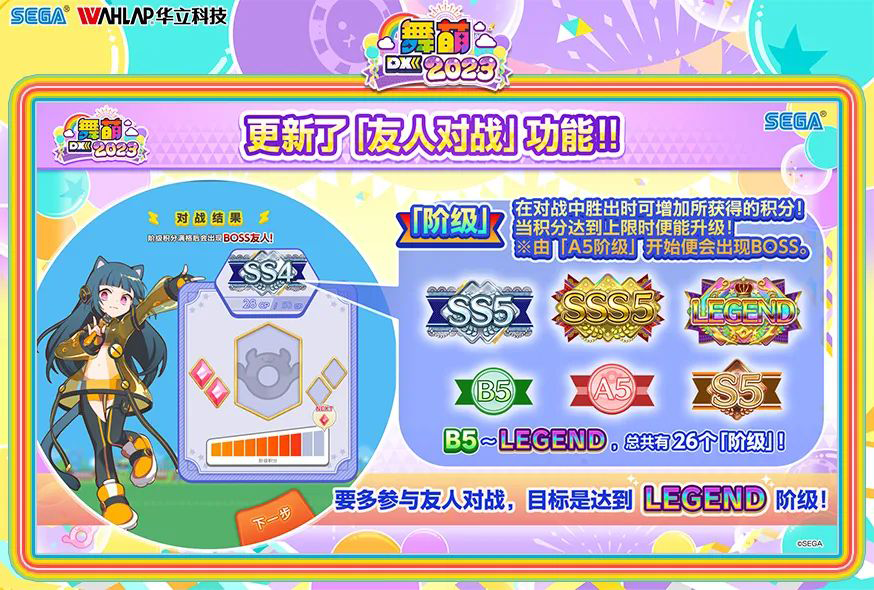 SEGA® WAHLAP®华立科技
舞萌
DX 2023
舞萌
DX 2023
更新了「友人对战」功能!!
SEGA®
对战结果
阶级积分满格后会出现BOSS友人!
SS4
「阶级」
在对战中胜出时可增加所获得的积分!
当积分达到上限时便能升级!
※由「A5阶级」开始便会出现BOSS。
SS5
SSS5
LEGEND
NEXT
阶级积分
B5
A5
S5
B5~LEGEND,总共有26个「阶级」!
下一步
要多参与友人对战,目标是达到 LEGEND 阶级!
©SEGA